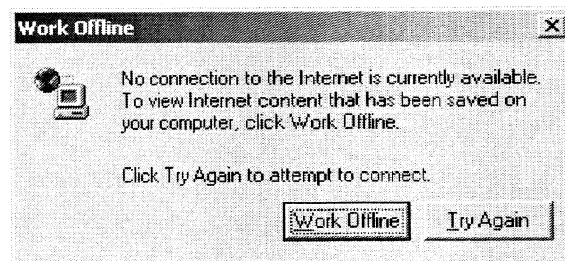 Work Offline
No connection to the Internet is currently available.
To view Internet content that has been saved on
your computer, click Work Offline.
Click Try Again to attempt to connect.
Work Offline
Try Again